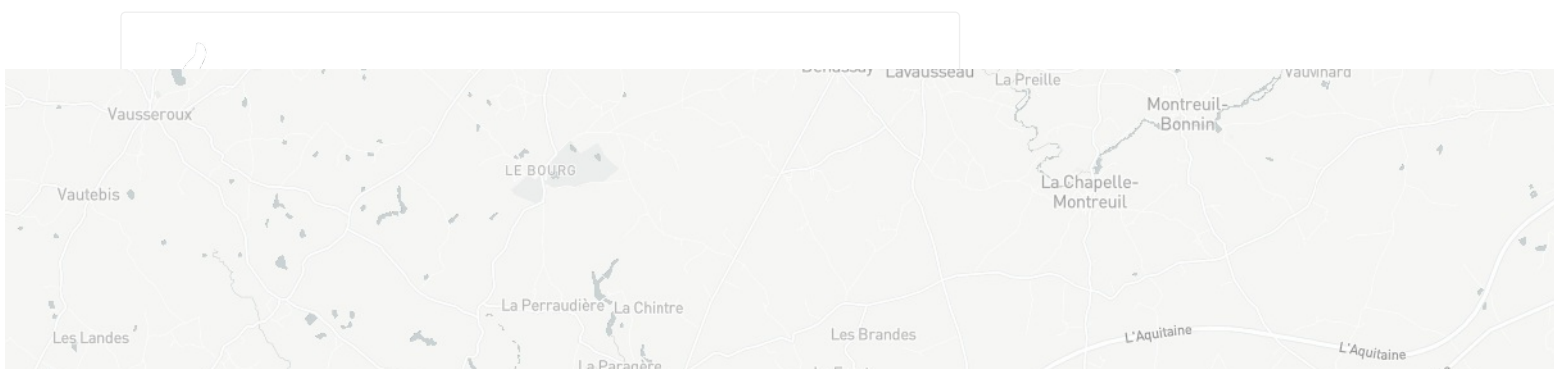 Lavausseau
La Preille
Vauvinard
Montreuil-
Bonnin
Vausseroux
LE BOURG
Vautebis
La Chapelle-
Montreuil
La Perraudière
La Chintre
Les Landes
Les Brandes
L'Aquitaine
L'Aquitaine
La Paragère